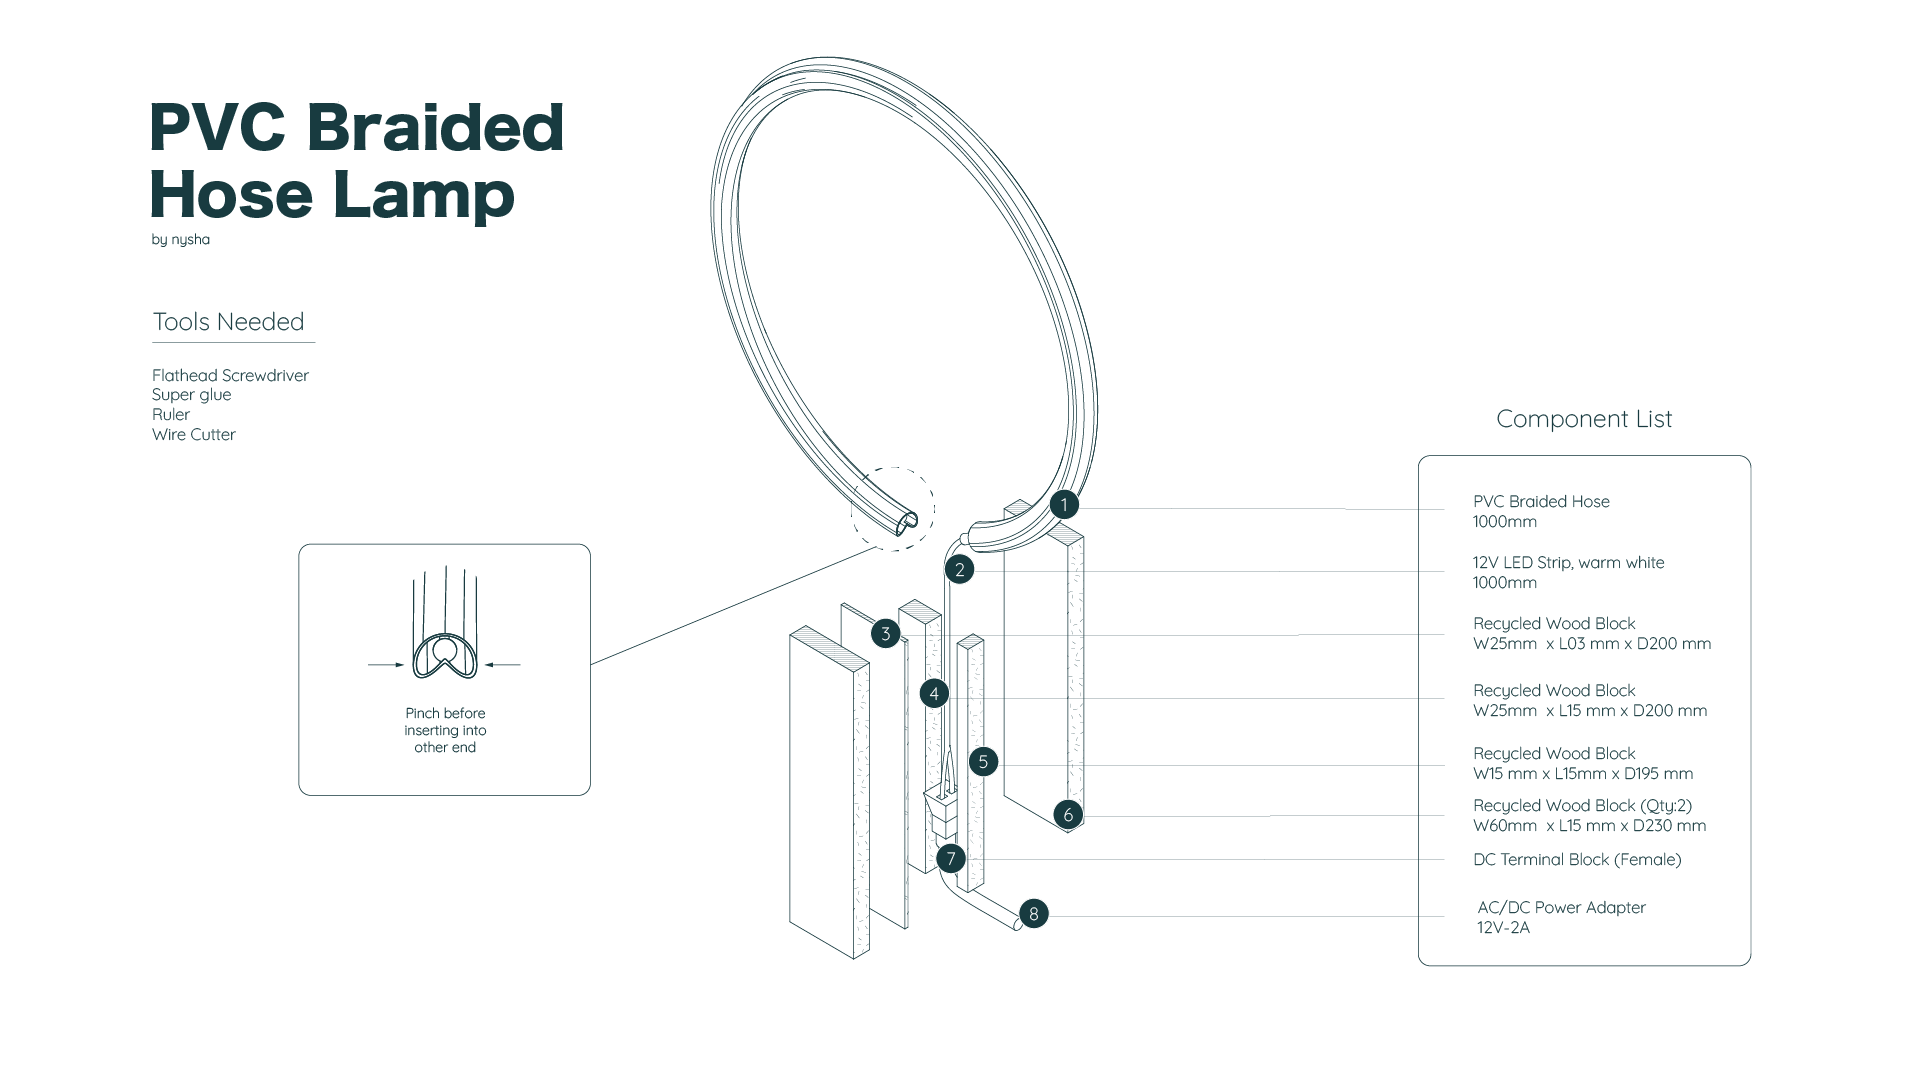 PVC Braided
Hose Lamp
by nysha
Tools Needed
Flathead Screwdriver
Super glue
Ruler
Wire Cutter
Pinch before
inserting into
other end
1
2
3
4
5
6
7
8
Component List
PVC Braided Hose
1000mm
12V LED Strip, warm white
1000mm
Recycled Wood Block
W25mm x L03 mm x D200 mm
Recycled Wood Block
W25mm x L15 mm x D200 mm
Recycled Wood Block
W15 mm x L15mm x D195 mm
Recycled Wood Block (Qty:2)
W60mm x L15 mm x D230 mm
DC Terminal Block (Female)
AC/DC Power Adapter
12V-2A